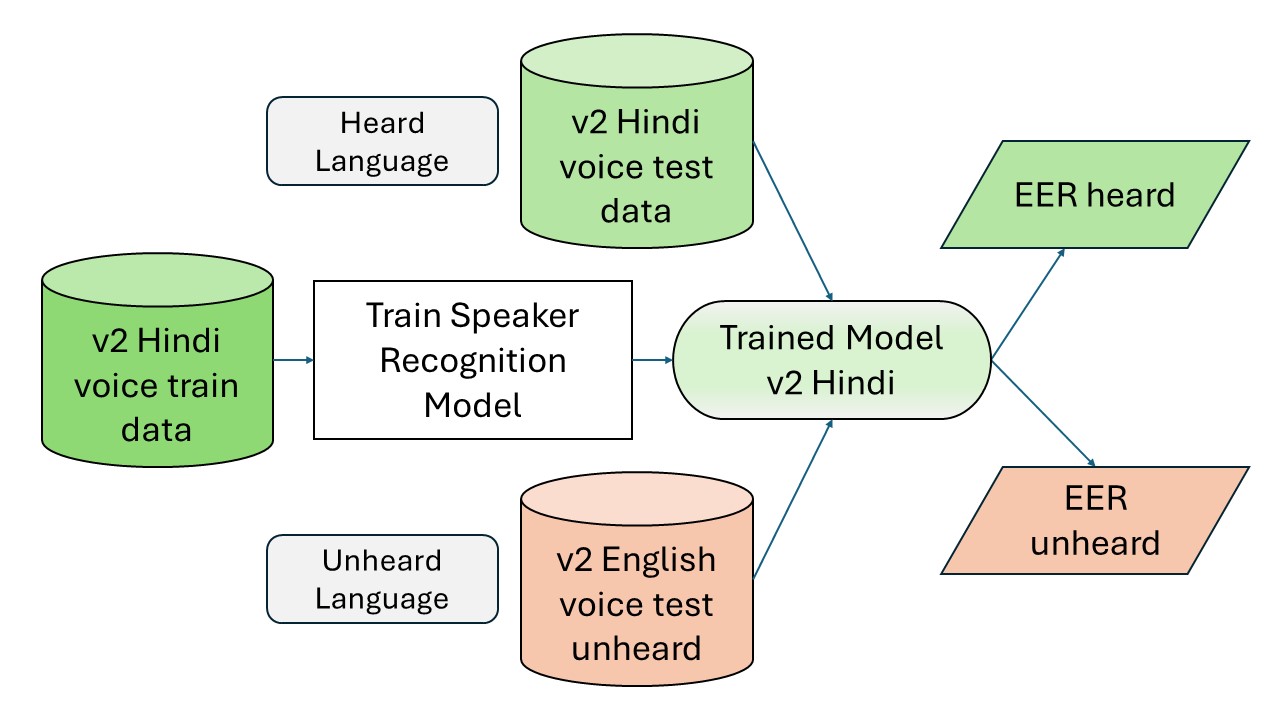 Heard
Language
v2 Hindi
voice test
data
EER heard
v2 Hindi
voice train
data
Train Speaker
Recognition
Model
Trained Model
v2 Hindi
Unheard
Language
v2 English
voice test
unheard
EER
unheard